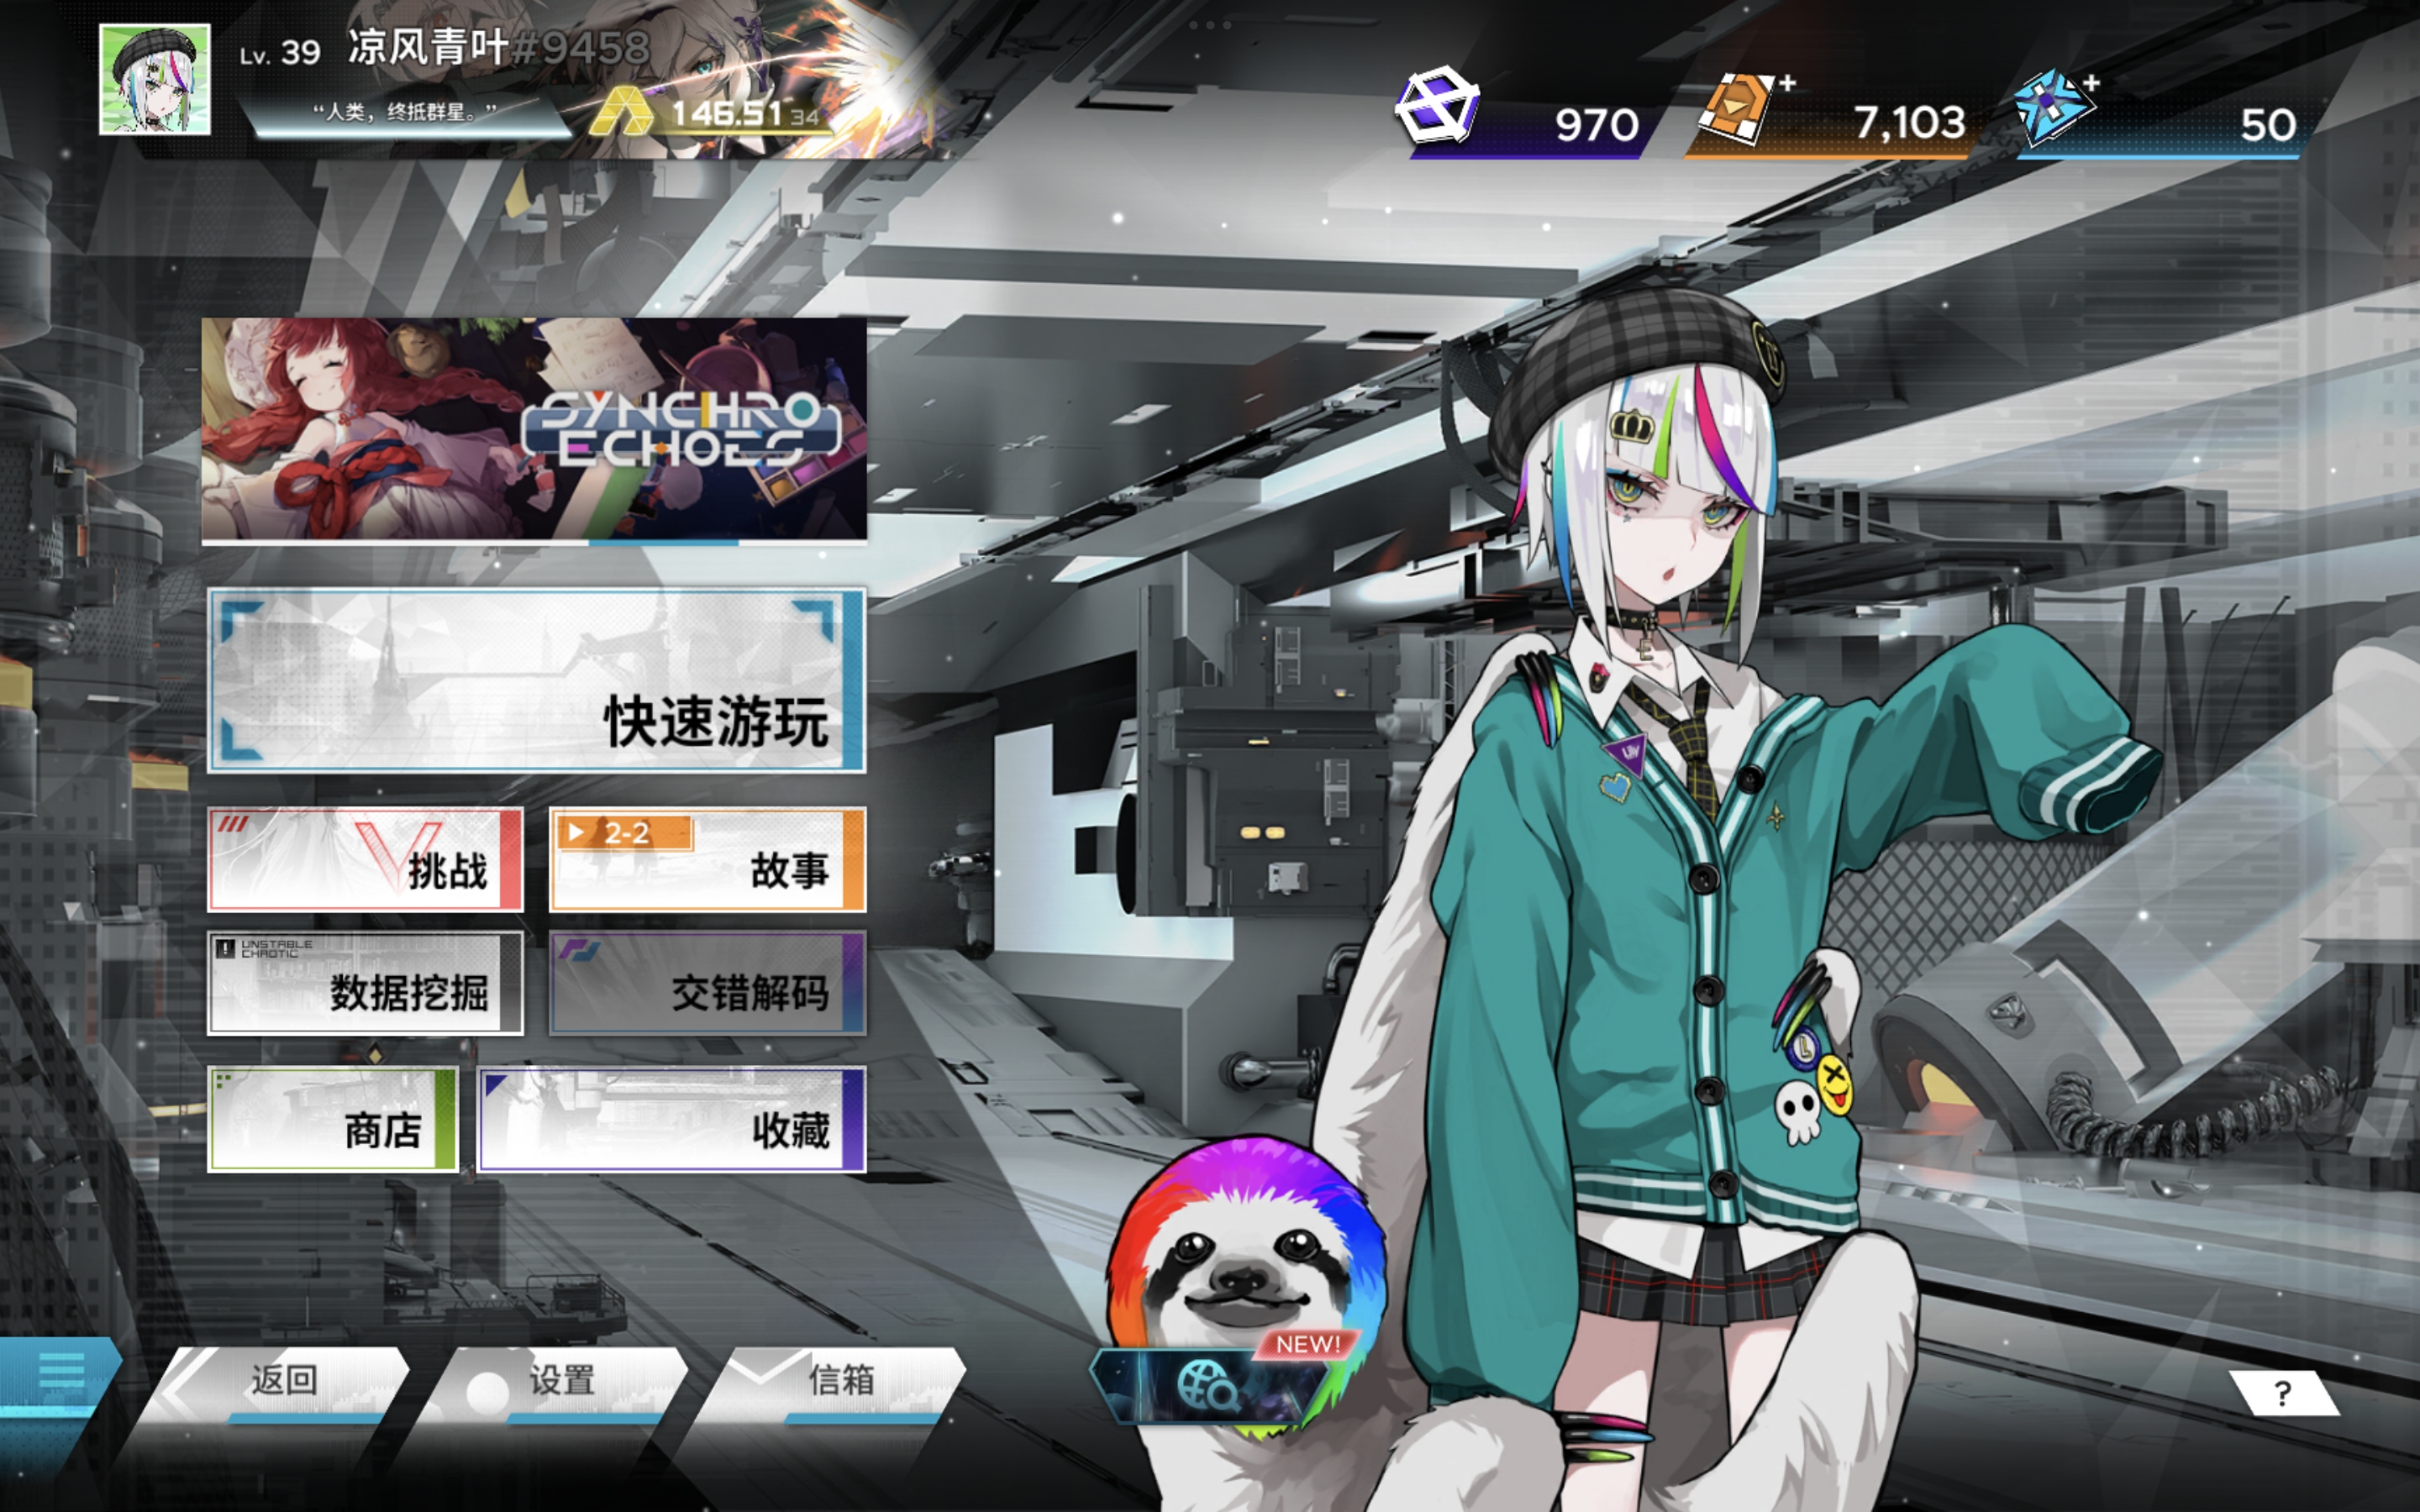 Lv. 39 凉风青叶#9458
“人类，终抵群星。”
146.51 34
970
7,103
50
SYNCHRO
ECHOES
快速游玩
挑战
2-2
故事
UNSTABLE
CHAOTIC
数据挖掘
交错解码
商店
收藏
NEW!
返回
设置
信箱
?
E
L